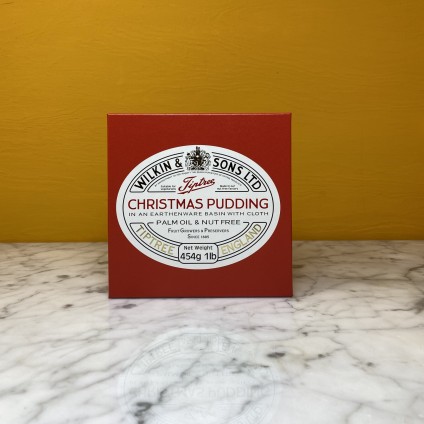 WILKIN & SONS LTD
Tiptree
CHRISTMAS PUDDING
IN AN EARTHENWARE BASIN WITH CLOTH
PALM OIL & NUT FREE
FRUIT GROWERS & PRESERVERS
SINCE 1885
TIPTREE ENGLAND
Net Weight
454g 1lb